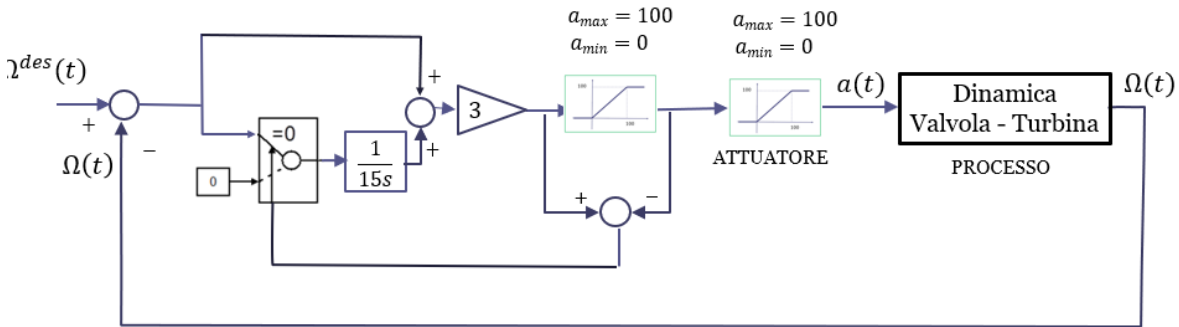 a_max = 100
a_min = 0
a_max = 100
a_min = 0
Ω^des(t)
+
−
Ω(t)
=0
0
1
15s
+
+
3
100
100
ATTUATORE
100
100
a(t)
Dinamica
Valvola - Turbina
PROCESSO
Ω(t)
+
−